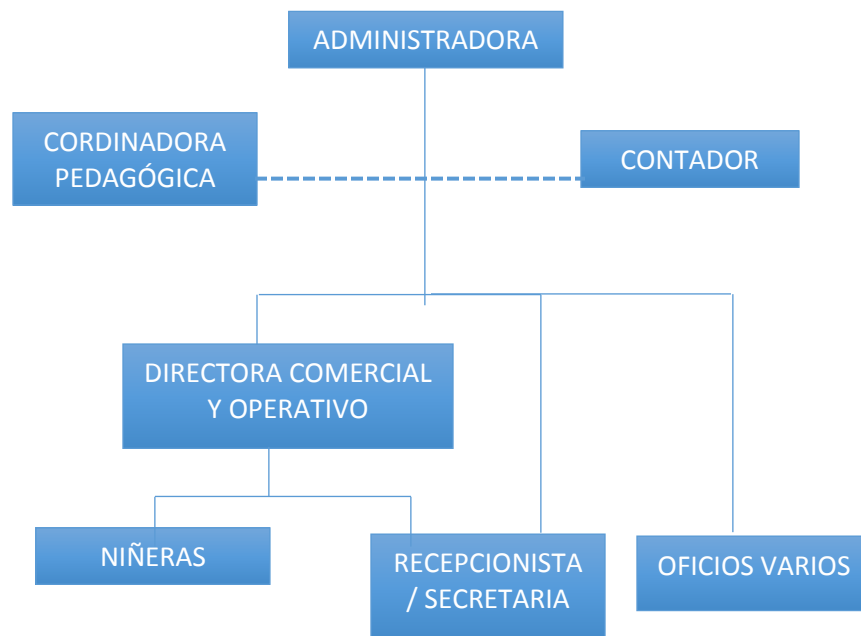 ADMINISTRADORA
CORDINADORA
PEDAGÓGICA
CONTADOR
DIRECTORA COMERCIAL
Y OPERATIVO
NIÑERAS
RECEPCIONISTA
/ SECRETARIA
OFICIOS VARIOS